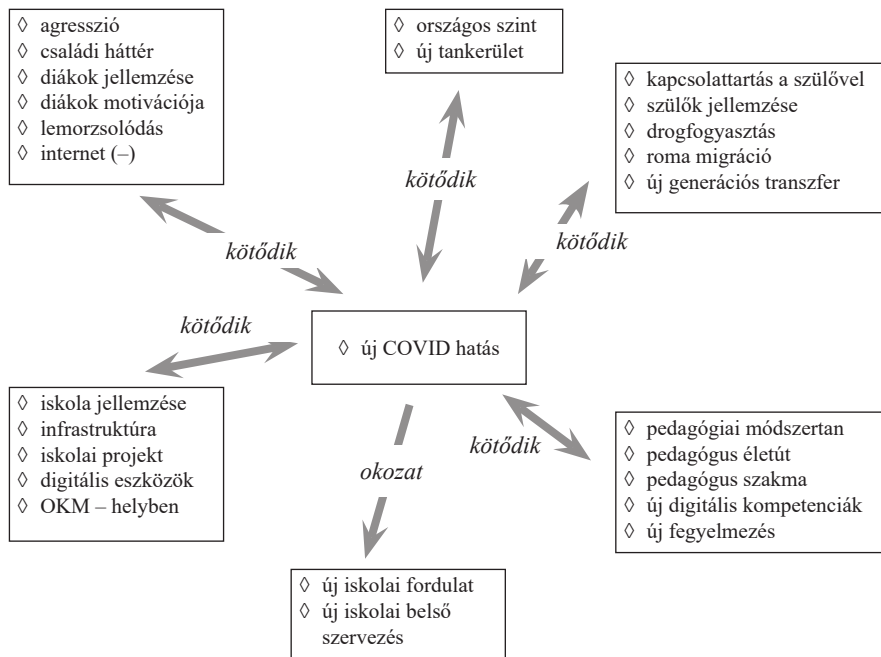 ◊ agresszió
◊ családi háttér
◊ diákok jellemzése
◊ diákok motivációja
◊ lemorzsolódás
◊ internet (–)
◊ országos szint
◊ új tankerület
◊ kapcsolattartás a szülővel
◊ szülők jellemzése
◊ drogfogyasztás
◊ roma migráció
◊ új generációs transzfer
kötődik
kötődik
kötődik
kötődik
◊ új COVID hatás
◊ iskola jellemzése
◊ infrastruktúra
◊ iskolai projekt
◊ digitális eszközök
◊ OKM – helyben
okozat
kötődik
◊ pedagógiai módszertan
◊ pedagógus életút
◊ pedagógus szakma
◊ új digitális kompetenciák
◊ új fegyelmezés
◊ új iskolai fordulat
◊ új iskolai belső
szervezés